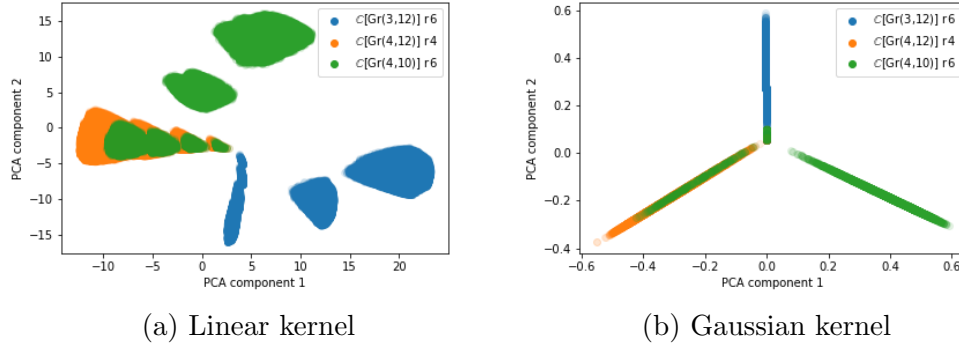 15
10
5
0
−5
−10
−15
−10
−5
0
5
10
15
20
PCA component 1
PCA component 2
ℂ[Gr(3,12)] r6
ℂ[Gr(4,12)] r4
ℂ[Gr(4,10)] r6
(a) Linear kernel
0.6
0.4
0.2
0.0
−0.2
−0.4
−0.6
−0.4
−0.2
0.0
0.2
0.4
0.6
PCA component 1
PCA component 2
ℂ[Gr(3,12)] r6
ℂ[Gr(4,12)] r4
ℂ[Gr(4,10)] r6
(b) Gaussian kernel